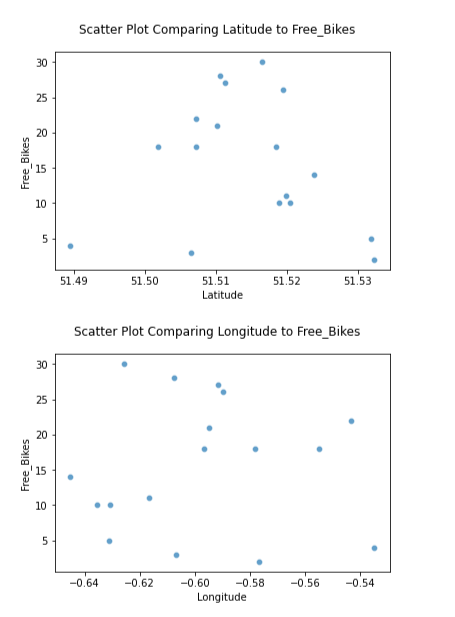 Scatter Plot Comparing Latitude to Free_Bikes
30
25
20
15
10
5
Free_Bikes
51.49 51.50 51.51 51.52 51.53
Latitude
Scatter Plot Comparing Longitude to Free_Bikes
30
25
20
15
10
5
Free_Bikes
−0.64 −0.62 −0.60 −0.58 −0.56 −0.54
Longitude